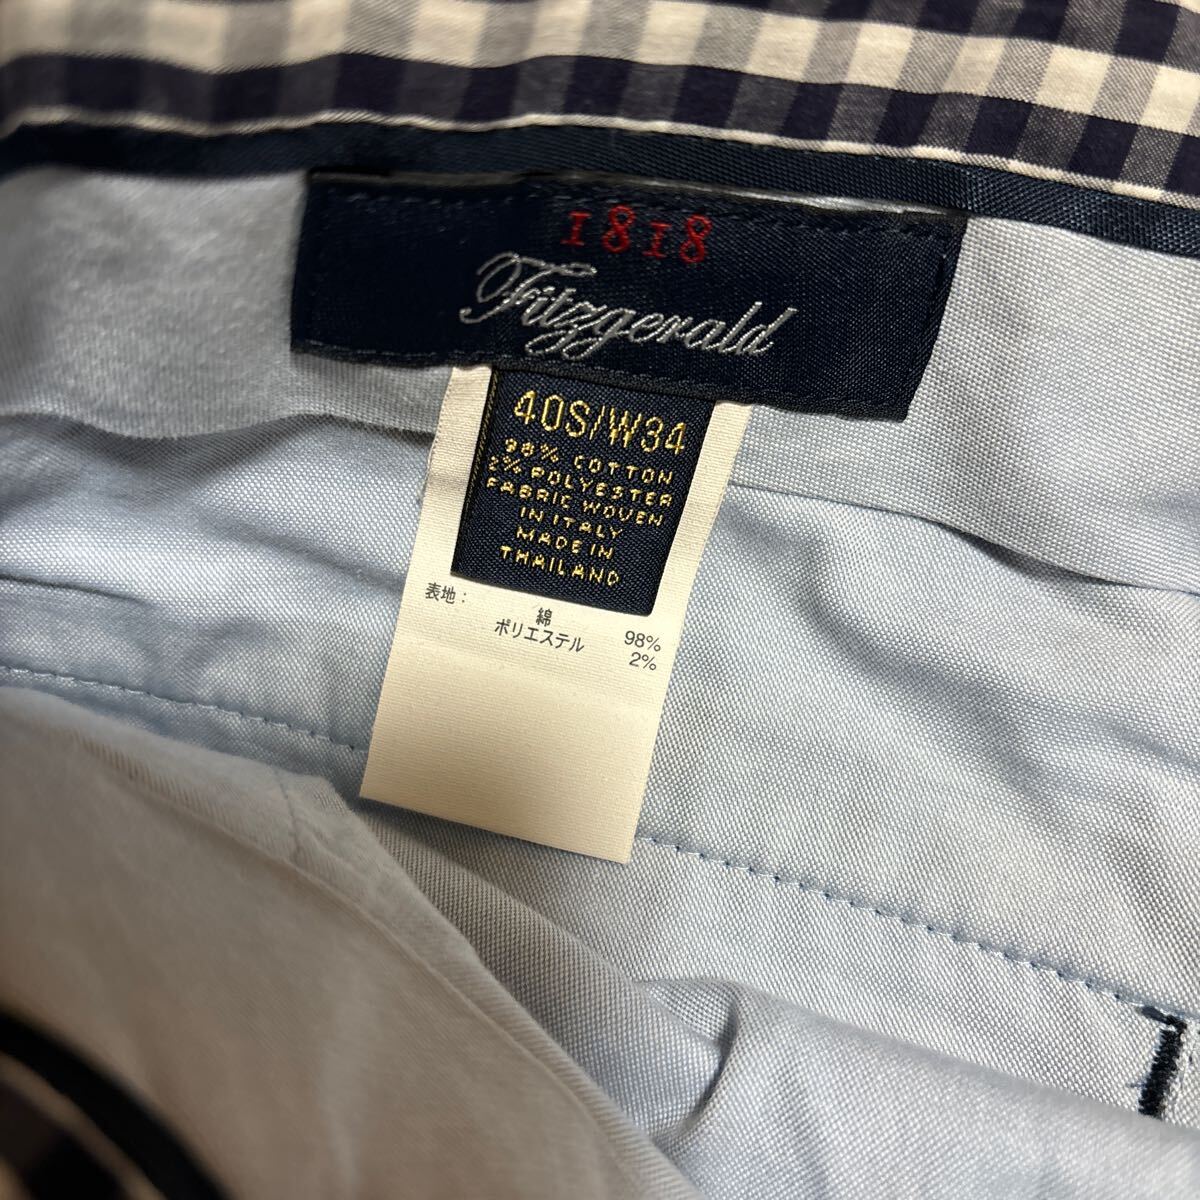 1818
Fitzgerald
40S/W34
98% COTTON
2% POLYESTER
FABRIC WOVEN
IN ITALY
MADE IN
THAILAND
表地：
綿 98%
ポリエステル 2%